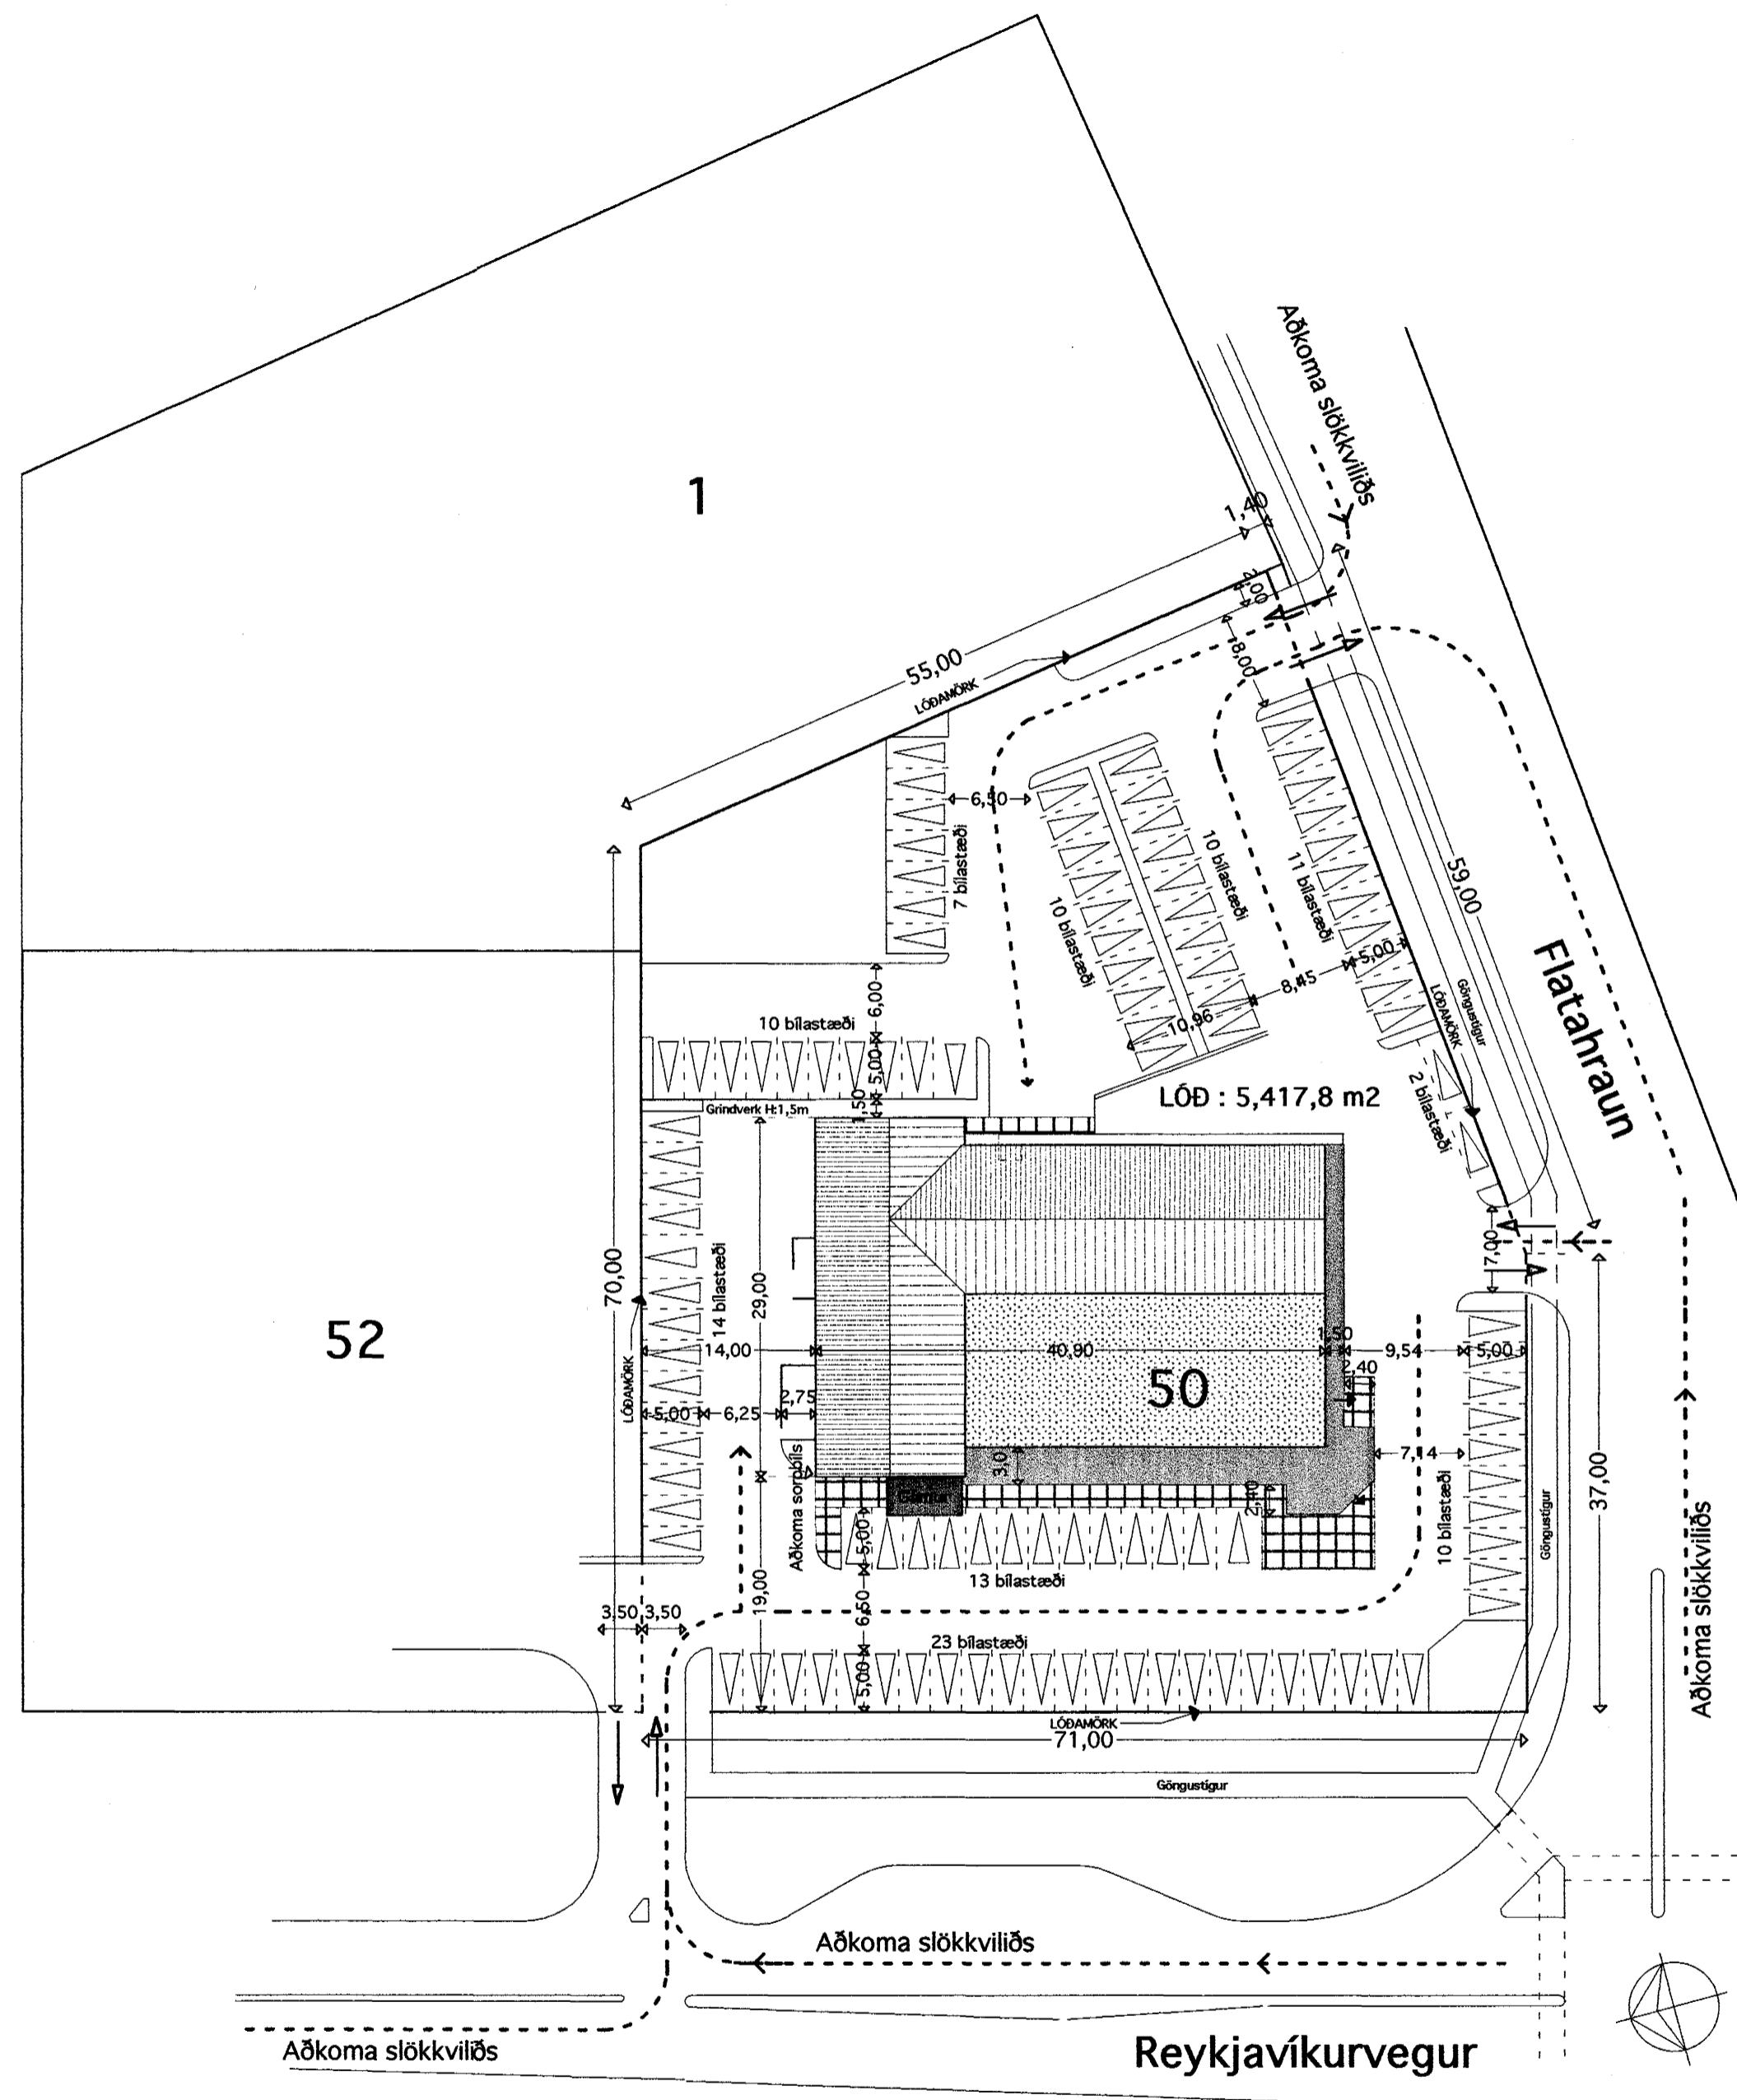 1
Aðkoma slökkviliðs
1,40
2,00
55,00
LÓÐAMÖRK
18,00
6,50
7 bílastæði
10 bílastæði
10 bílastæði
11 bílastæði
59,00
Flatahraun
5,00
8,45
10,96
Göngustígur
LÓÐAMÖRK
6,00
10 bílastæði
5,00
1,50
Grindverk H:1,5m
LÓÐ : 5,417,8 m2
2 bílastæði
7,00
70,00
52
14 bílastæði
29,00
LÓÐAMÖRK
14,00
40,90
1,50
9,54
5,00
2,40
50
2,75
5,00
6,25
7,14
3,0
37,00
Aðkoma sorpbíls
2,40
10 bílastæði
Göngustígur
5,00
13 bílastæði
19,00
6,50
3,50
3,50
23 bílastæði
5,00
Aðkoma slökkviliðs
LÓÐAMÖRK
71,00
Göngustígur
Aðkoma slökkviliðs
Aðkoma slökkviliðs
Reykjavíkurvegur